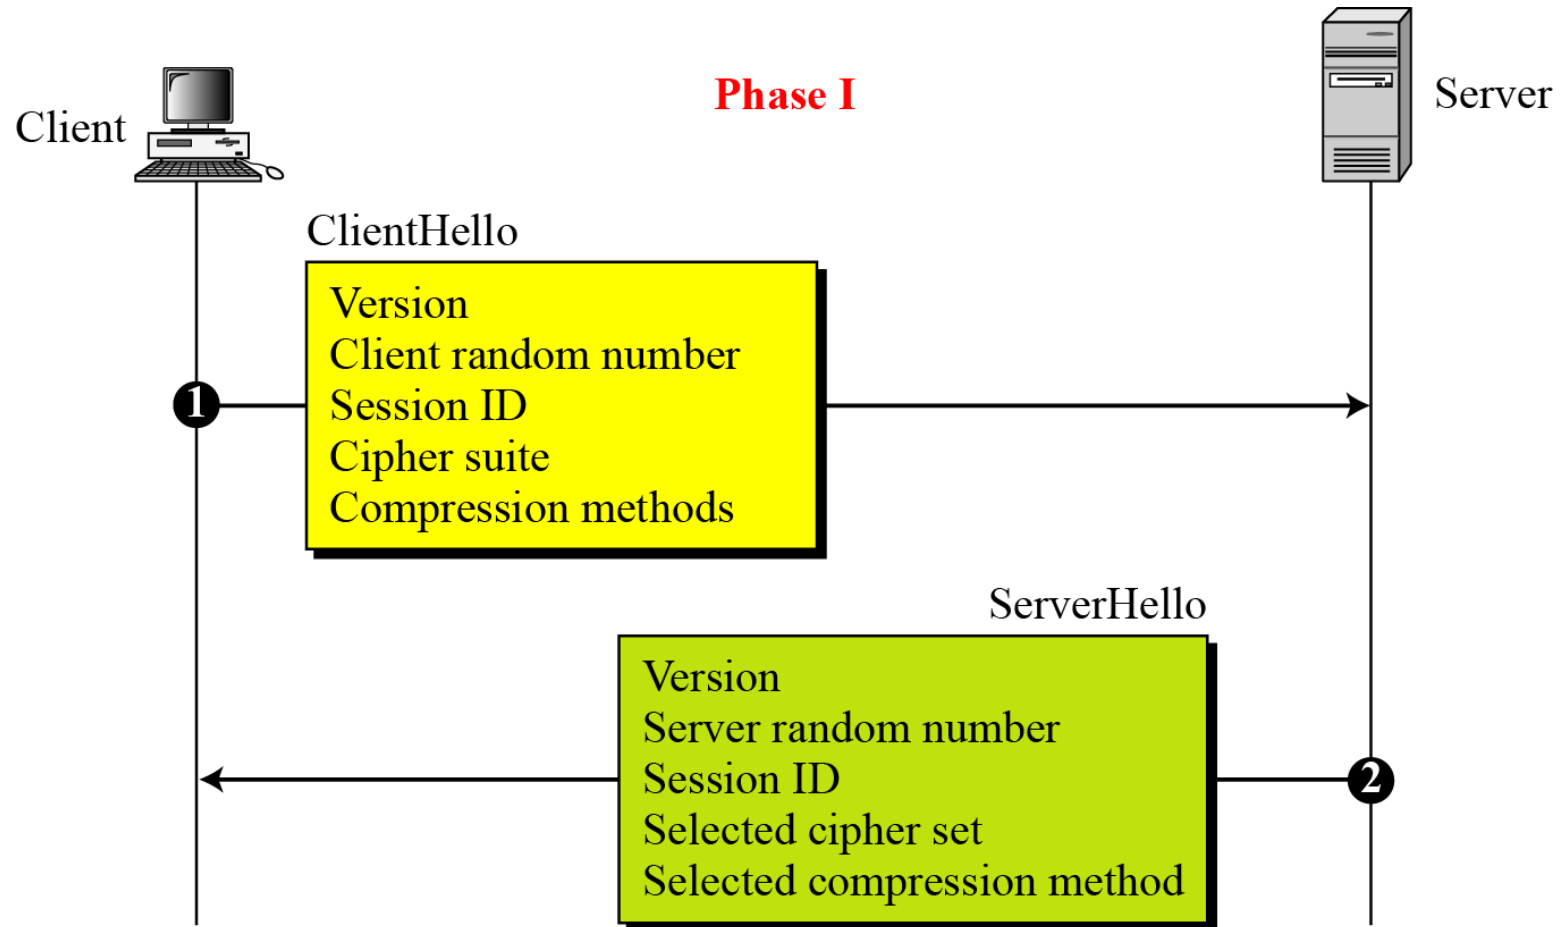 Phase I
Client
Server
ClientHello
Version
Client random number
Session ID
Cipher suite
Compression methods
1
ServerHello
Version
Server random number
Session ID
Selected cipher set
Selected compression method
2